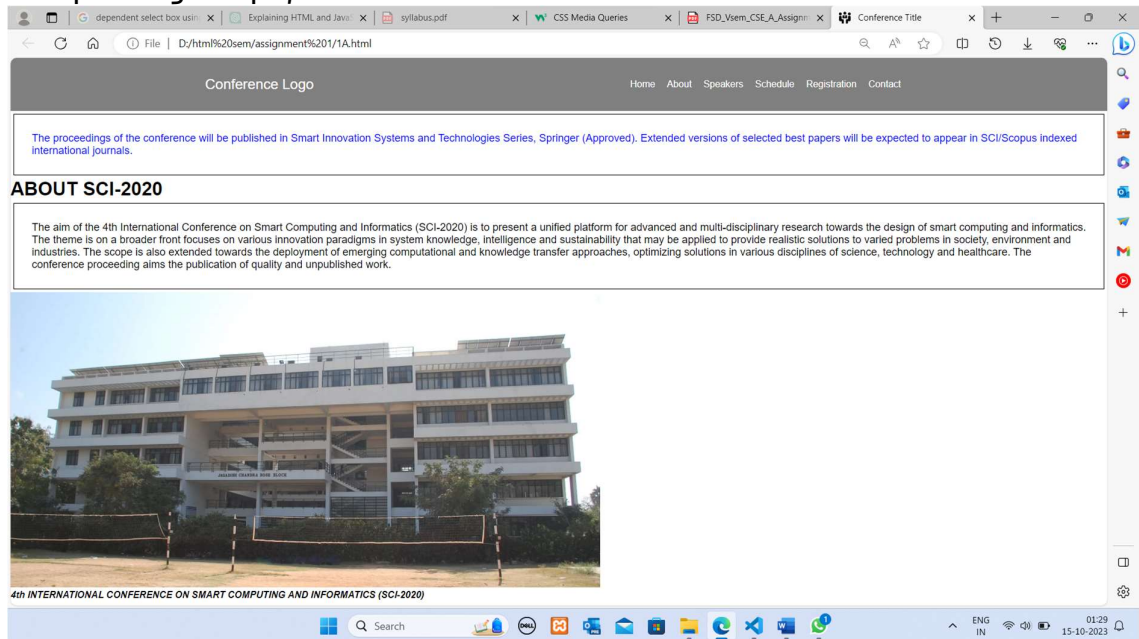 dependent select box usin
Explaining HTML and Java
syllabus.pdf
CSS Media Queries
FSD_Vsem_CSE_A_Assignm
Conference Title
File | D:/html%20sem/assignment%201/1A.html
Conference Logo
Home About Speakers Schedule Registration Contact
The proceedings of the conference will be published in Smart Innovation Systems and Technologies Series, Springer (Approved). Extended versions of selected best papers will be expected to appear in SCI/Scopus indexed
international journals.
ABOUT SCI-2020
The aim of the 4th International Conference on Smart Computing and Informatics (SCI-2020) is to present a unified platform for advanced and multi-disciplinary research towards the design of smart computing and informatics.
The theme is on a broader front focuses on various innovation paradigms in system knowledge, intelligence and sustainability that may be applied to provide realistic solutions to varied problems in society, environment and
industries. The scope is also extended towards the deployment of emerging computational and knowledge transfer approaches, optimizing solutions in various disciplines of science, technology and healthcare. The
conference proceeding aims the publication of quality and unpublished work.
JAGADISH CHANDRA BOSE BLOCK
4th INTERNATIONAL CONFERENCE ON SMART COMPUTING AND INFORMATICS (SCI-2020)
Search
DELL
ENG
IN
01:29
15-10-2023